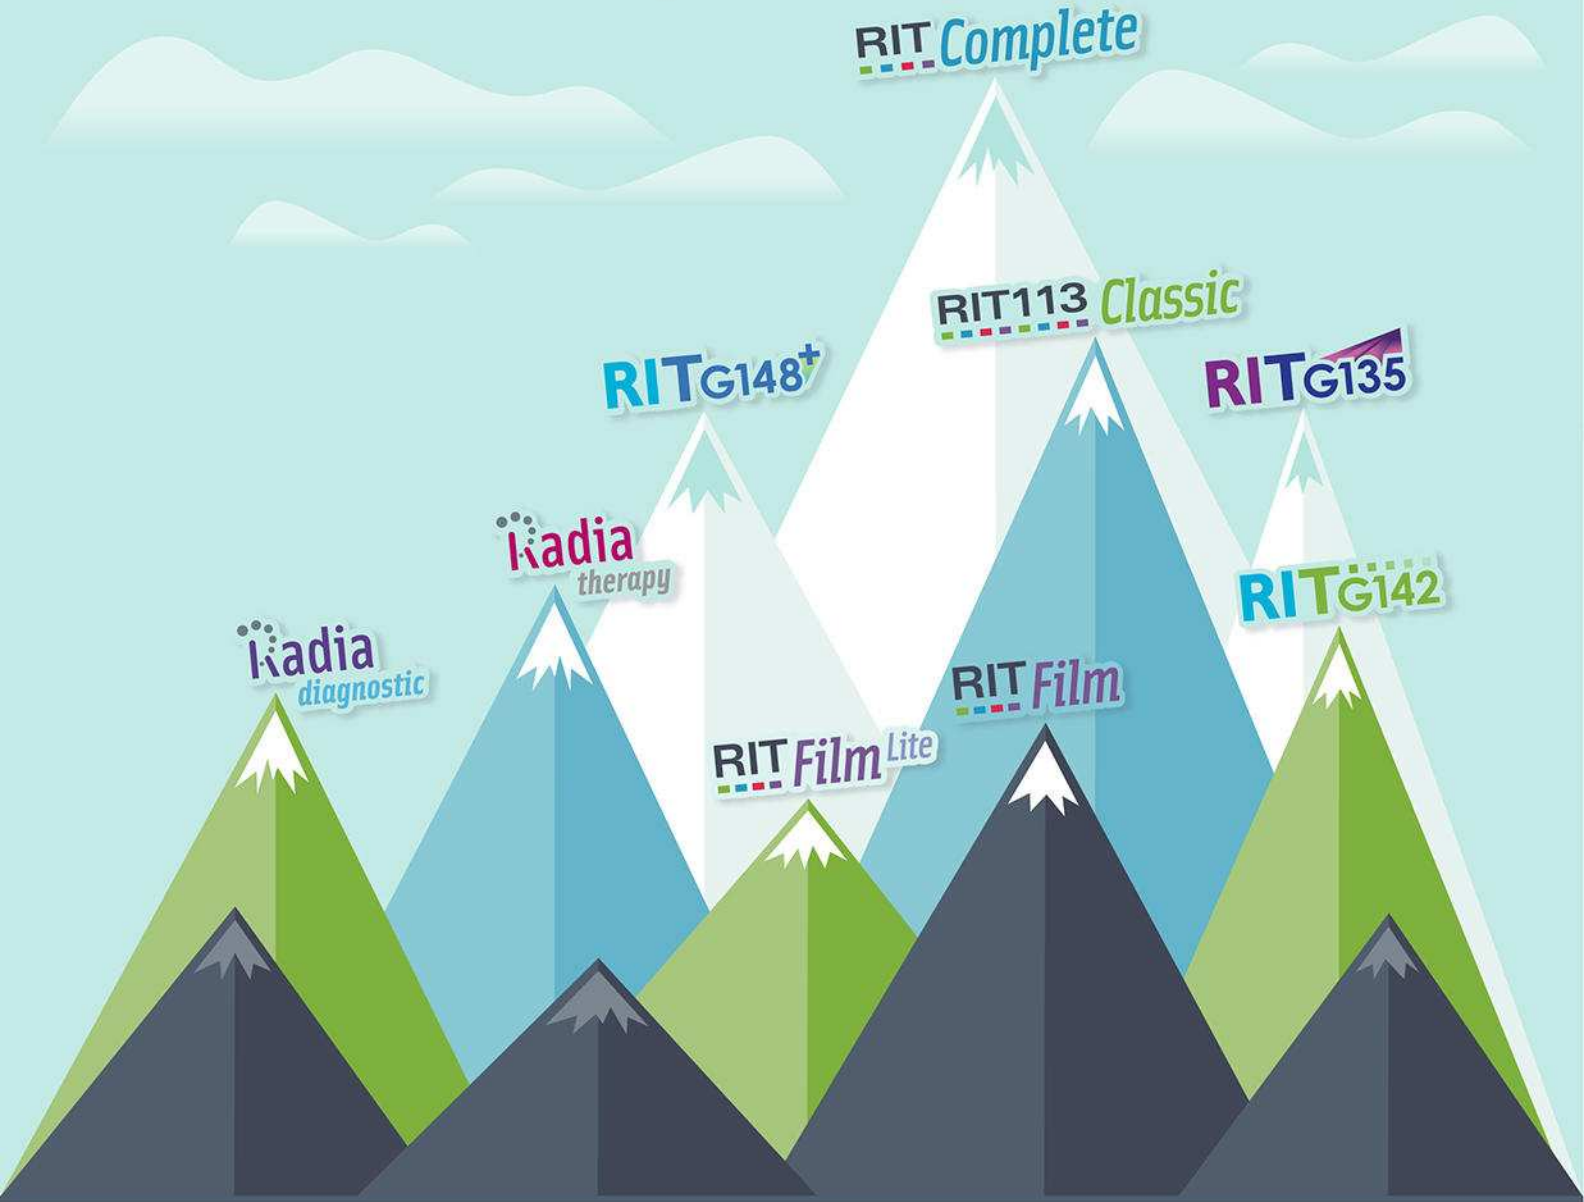 RIT Complete
RIT113 Classic
RITG148+
RITG135
Radia
therapy
RITG142
Radia
diagnostic
RIT Film
RIT Film Lite